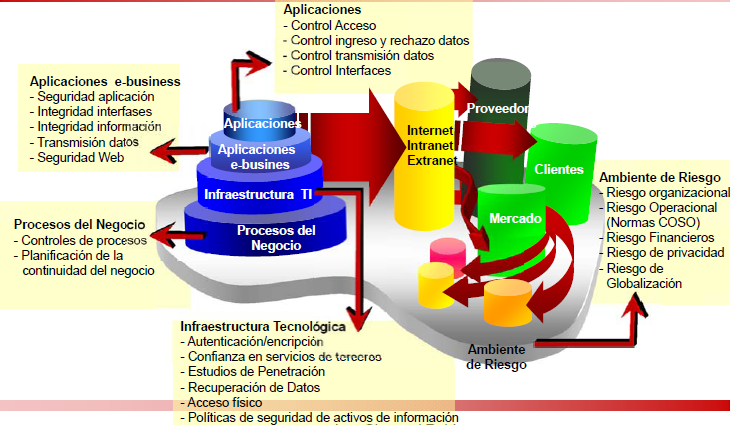 Aplicaciones
- Control Acceso
- Control ingreso y rechazo datos
- Control transmisión datos
- Control Interfaces
Aplicaciones e-business
- Seguridad aplicación
- Integridad interfases
- Integridad información
- Transmisión datos
- Seguridad Web
Aplicaciones
Aplicaciones
e-busines
Infraestructura TI
Procesos del
Negocio
Internet
Intranet
Extranet
Proveedor
Clientes
Mercado
Procesos del Negocio
- Controles de procesos
- Planificación de la
continuidad del negocio
Ambiente de Riesgo
- Riesgo organizacional
- Riesgo Operacional
(Normas COSO)
- Riesgo Financieros
- Riesgo de privacidad
- Riesgo de
Globalización
Ambiente
de Riesgo
Infraestructura Tecnológica
- Autenticación/encripción
- Confianza en servicios de terceros
- Estudios de Penetración
- Recuperación de Datos
- Acceso físico
- Políticas de seguridad de activos de información